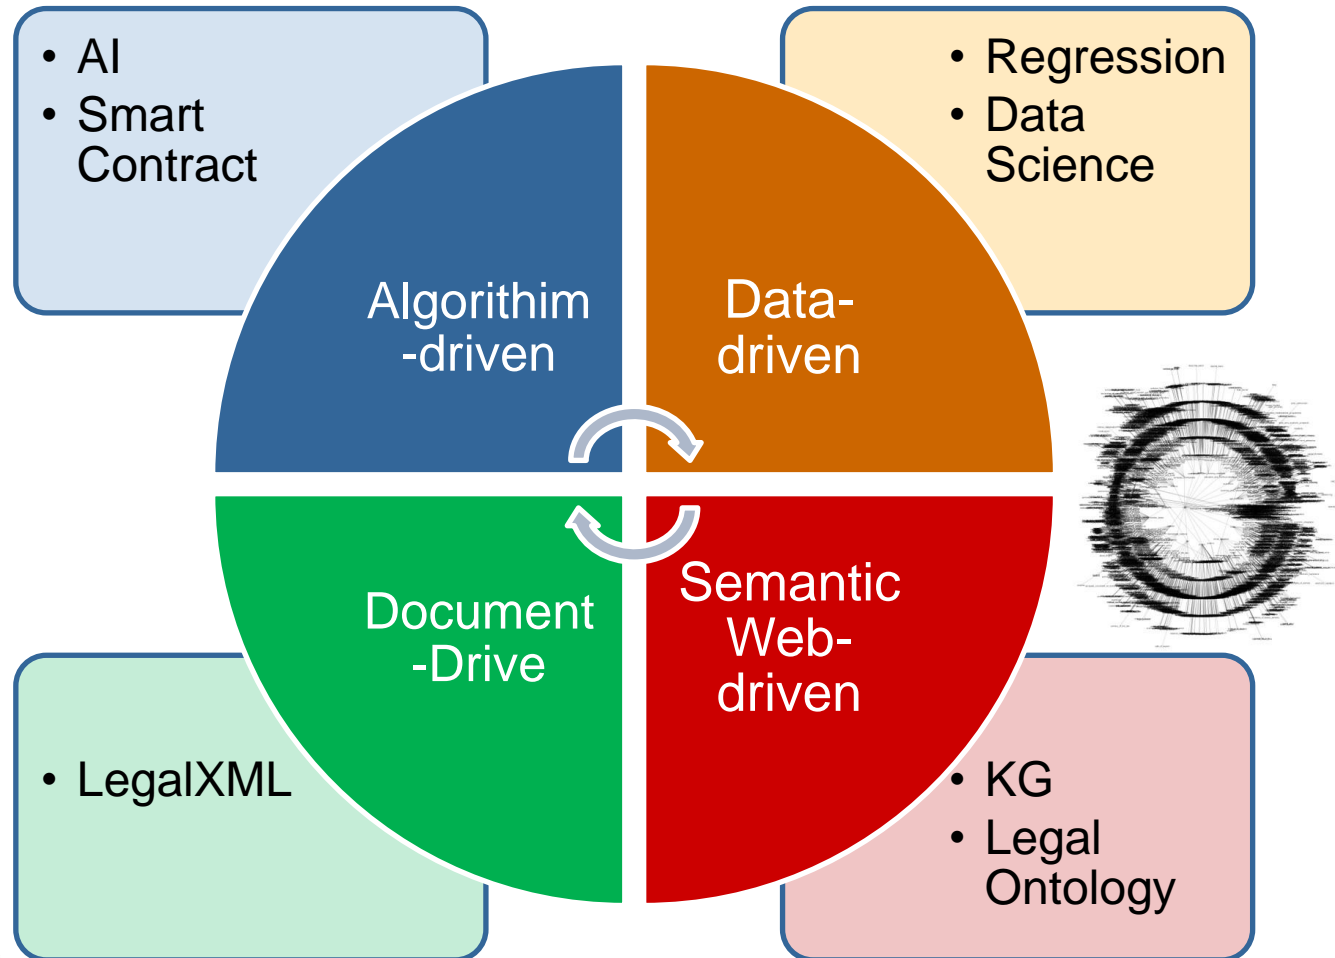 • AI
• Smart
Contract
• Regression
• Data
Science
Algorithim
-driven
Data-
driven
Document
-Drive
Semantic
Web-
driven
• LegalXML
• KG
• Legal
Ontology